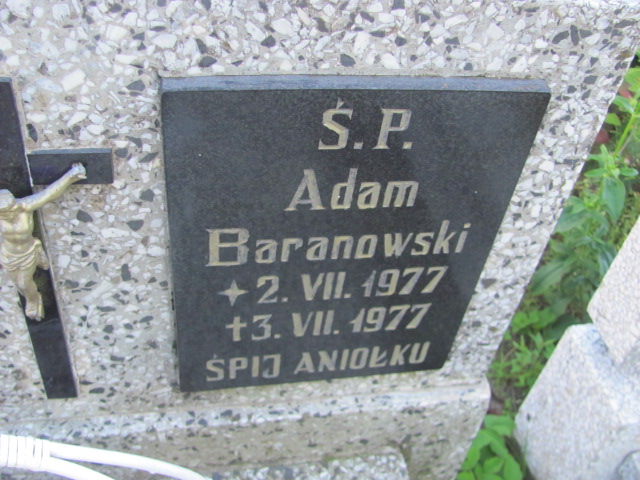 Ś.P.
Adam
Baranowski
✦2. VII. 1977
✝3. VII. 1977
ŚPIJ ANIOŁKU